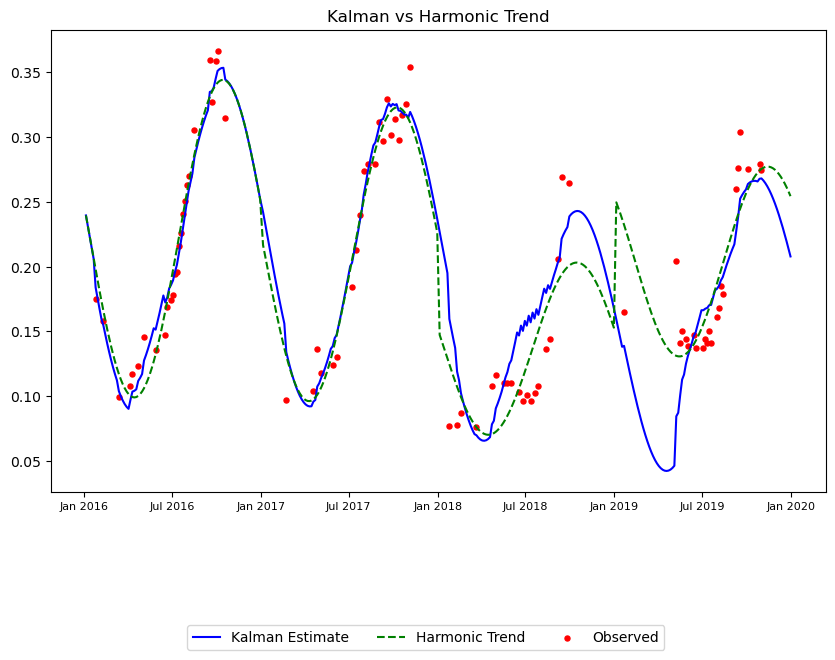 Kalman vs Harmonic Trend
0.35
0.30
0.25
0.20
0.15
0.10
0.05
Jan 2016 Jul 2016 Jan 2017 Jul 2017 Jan 2018 Jul 2018 Jan 2019 Jul 2019 Jan 2020
Kalman Estimate Harmonic Trend Observed